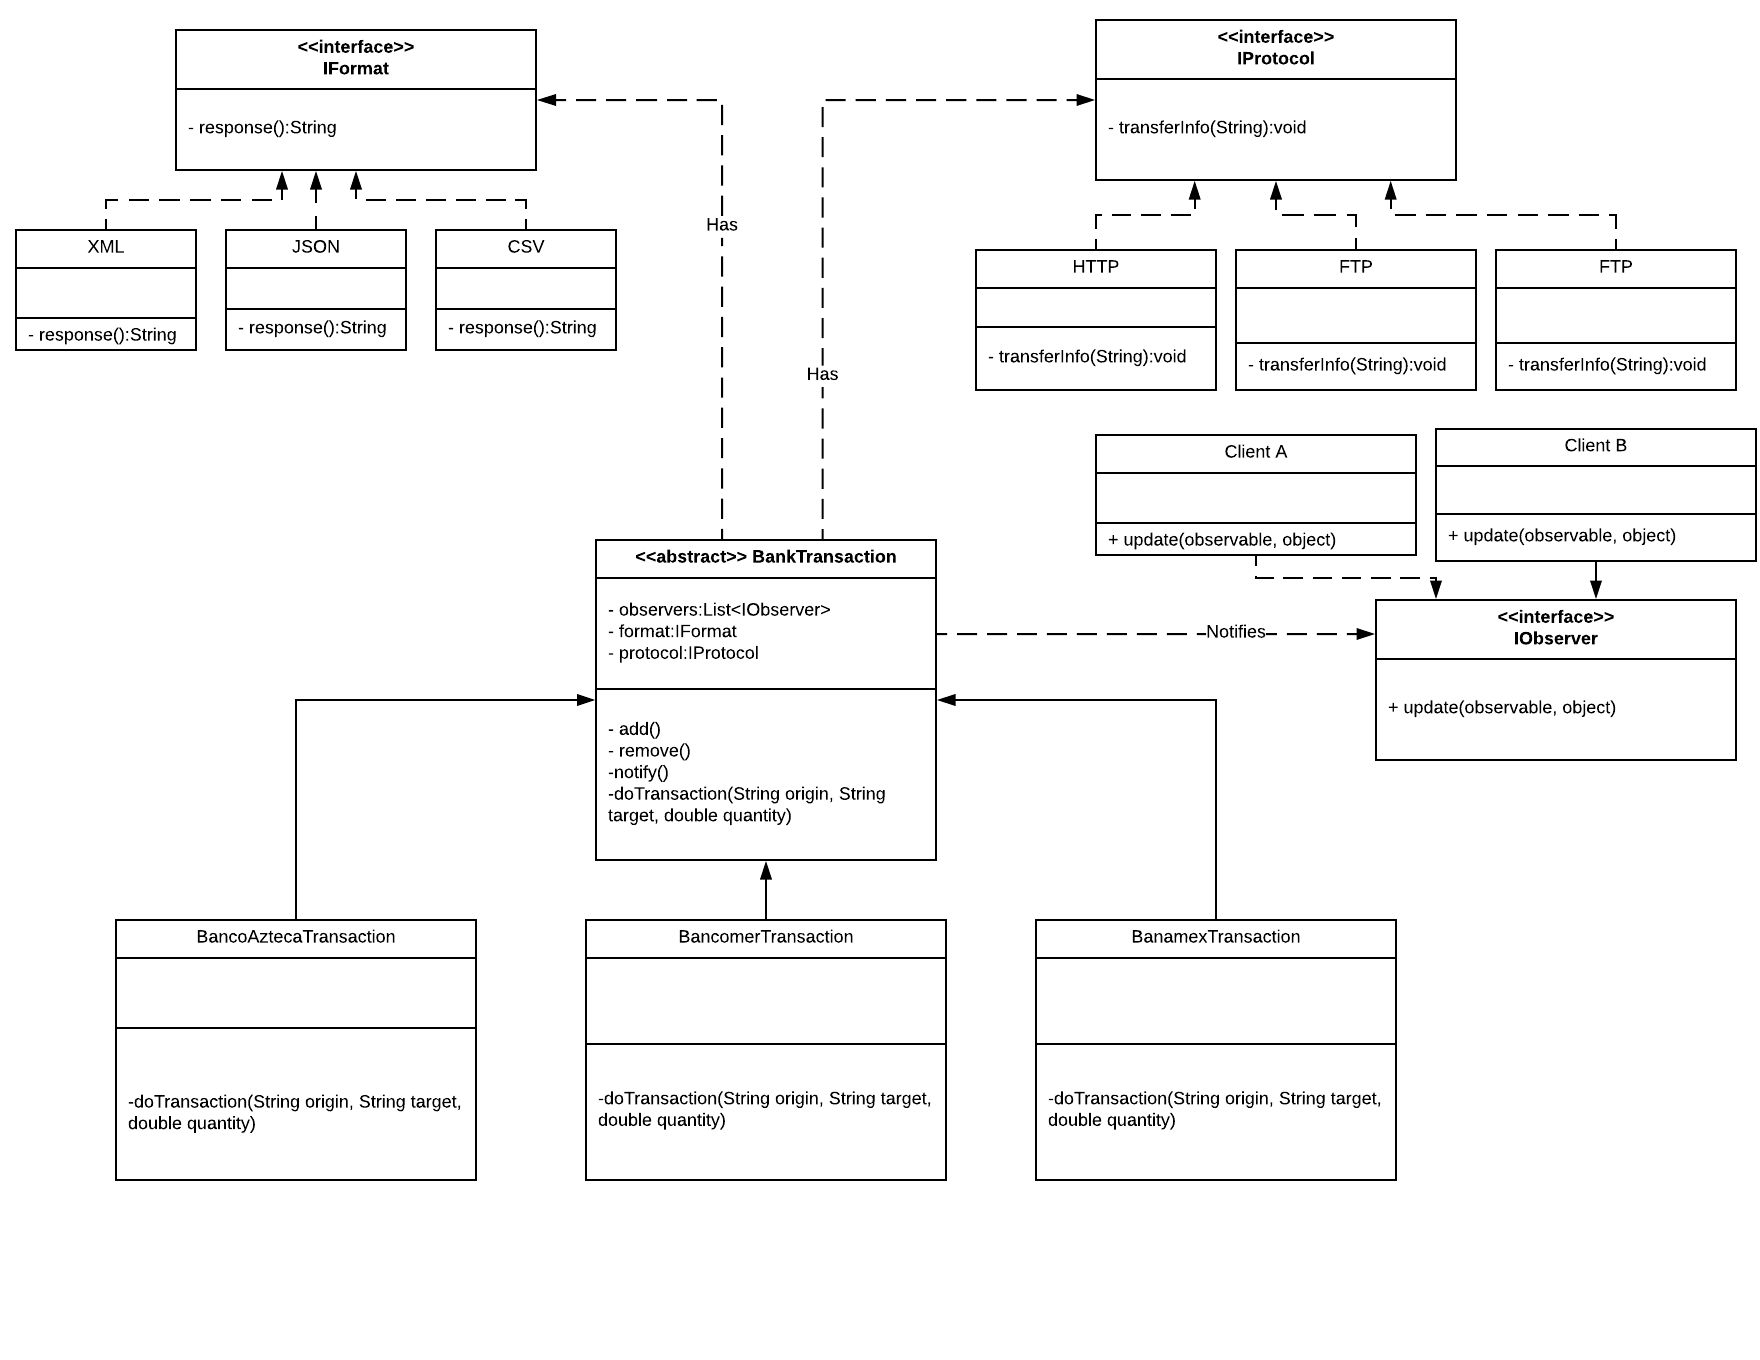 <<interface>>
IFormat
- response():String
XML
- response():String
JSON
- response():String
CSV
- response():String
<<interface>>
IProtocol
- transferInfo(String):void
HTTP
- transferInfo(String):void
FTP
- transferInfo(String):void
FTP
- transferInfo(String):void
Has
Has
Client A
+ update(observable, object)
Client B
+ update(observable, object)
<<abstract>> BankTransaction
- observers:List<IObserver>
- format:IFormat
- protocol:IProtocol
- add()
- remove()
-notify()
-doTransaction(String origin, String
target, double quantity)
Notifies
<<interface>>
IObserver
+ update(observable, object)
BancoAztecaTransaction
-doTransaction(String origin, String target,
double quantity)
BancomerTransaction
-doTransaction(String origin, String target,
double quantity)
BanamexTransaction
-doTransaction(String origin, String target,
double quantity)